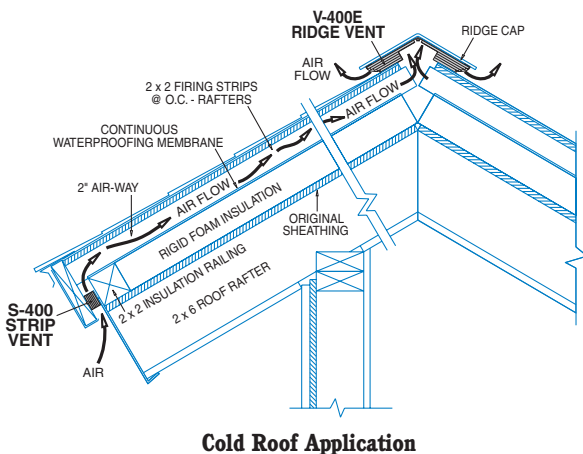 V-400E
RIDGE VENT
RIDGE CAP
AIR
FLOW
2 x 2 FIRING STRIPS
@ O.C. - RAFTERS
AIR FLOW
CONTINUOUS
WATERPROOFING MEMBRANE
2" AIR-WAY
AIR FLOW
RIGID FOAM INSULATION
ORIGINAL
SHEATHING
2 x 2 INSULATION RAILING
2 x 6 ROOF RAFTER
S-400
STRIP
VENT
AIR
Cold Roof Application